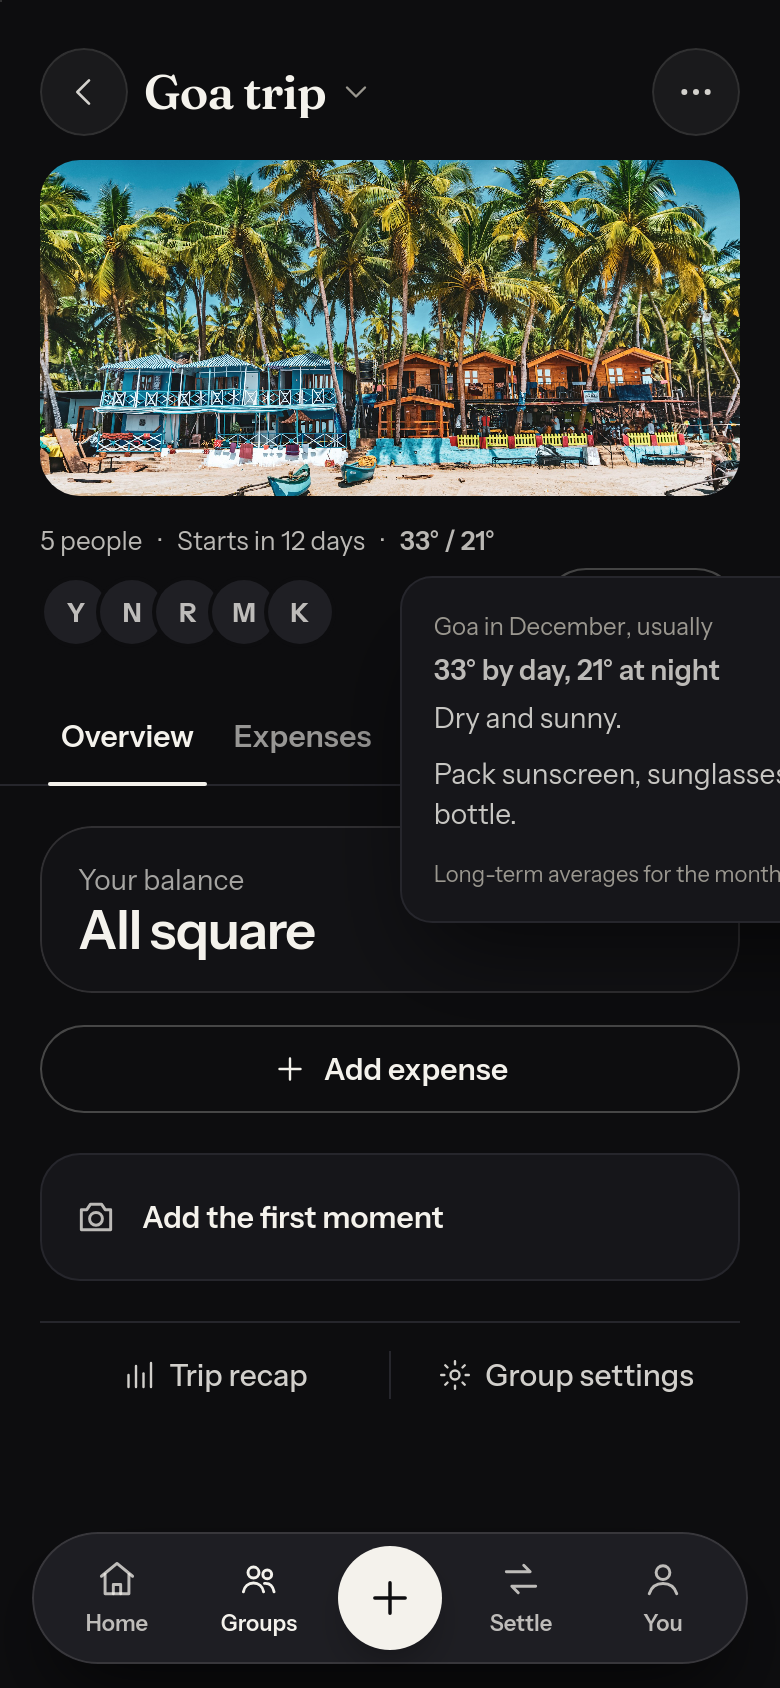 Goa trip
5 people · Starts in 12 days · 33° / 21°
Y N R M K
Goa in December, usually
33° by day, 21° at night
Dry and sunny.
Pack sunscreen, sunglasses
bottle.
Long-term averages for the month
Overview Expenses
Your balance
All square
Add expense
Add the first moment
Trip recap Group settings
Home Groups Settle You